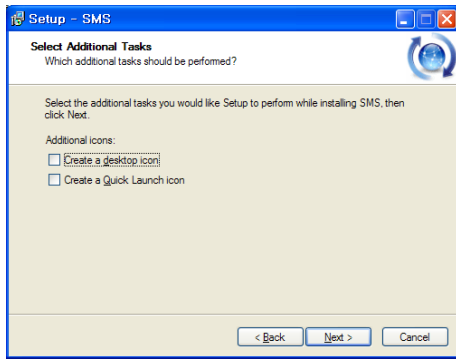 Setup - SMS
Select Additional Tasks
Which additional tasks should be performed?
Select the additional tasks you would like Setup to perform while installing SMS, then
click Next.
Additional icons:
Create a desktop icon
Create a Quick Launch icon
< Back
Next >
Cancel